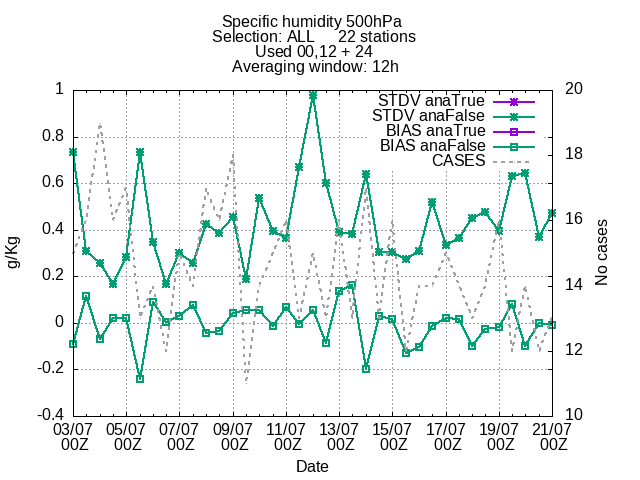 Specific humidity 500hPa
Selection: ALL 22 stations
Used 00,12 + 24
Averaging window: 12h
STDV anaTrue
STDV anaFalse
BIAS anaTrue
BIAS anaFalse
CASES
1
0.8
0.6
0.4
0.2
0
-0.2
-0.4
g/Kg
20
18
16
14
12
10
No cases
03/07 05/07 07/07 09/07 11/07 13/07 15/07 17/07 19/07 21/07
00Z 00Z 00Z 00Z 00Z 00Z 00Z 00Z 00Z 00Z
Date